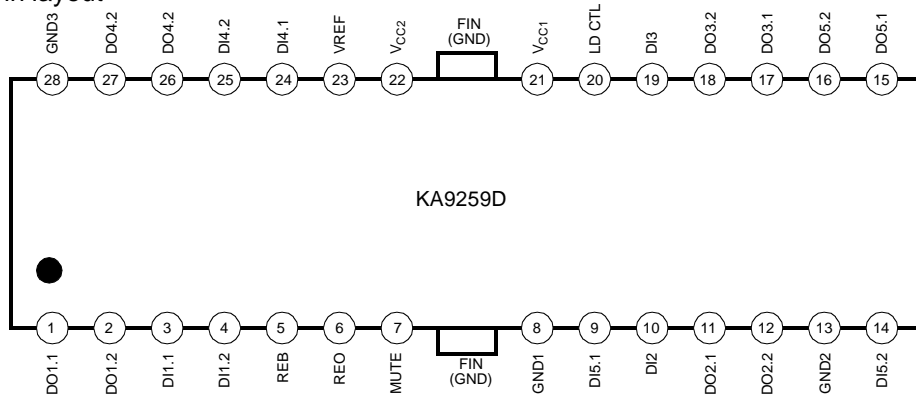 in layout
GND3
DO4.2
DO4.2
DI4.2
DI4.1
VREF
VCC2
FIN
(GND)
VCC1
LD CTL
DI3
DO3.2
DO3.1
DO5.2
DO5.1
28
27
26
25
24
23
22
21
20
19
18
17
16
15
KA9259D
1
2
3
4
5
6
7
8
9
10
11
12
13
14
DO1.1
DO1.2
DI1.1
DI1.2
REB
REO
MUTE
FIN
(GND)
GND1
DI5.1
DI2
DO2.1
DO2.2
GND2
DI5.2